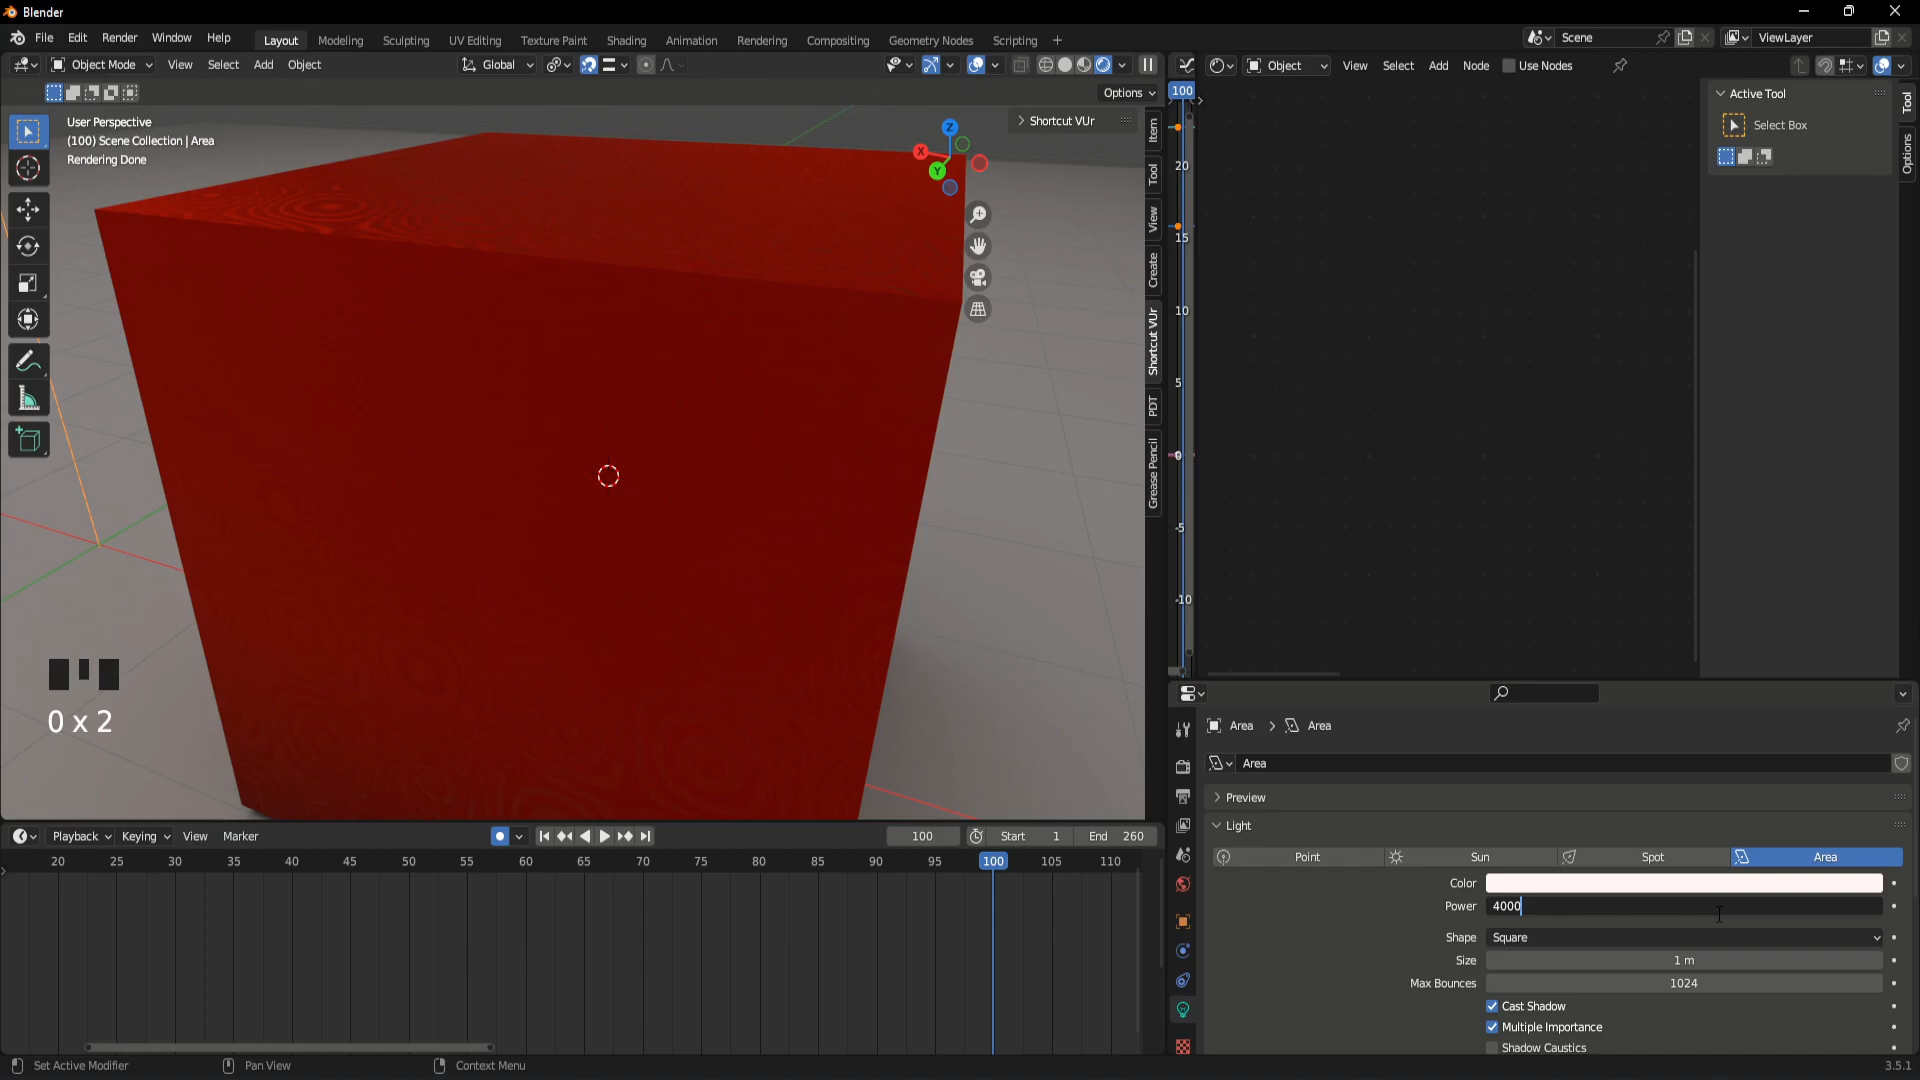 Blender
File Edit Render Window Help
Layout Modeling Sculpting UV Editing Texture Paint Shading Animation Rendering Compositing Geometry Nodes Scripting +
Scene
ViewLayer
Object Mode View Select Add Object
Global
Object View Select Add Node Use Nodes
Options
User Perspective
(100) Scene Collection | Area
Rendering Done
Shortcut VUr
Z
X
Y
Item
Tool
View
Create
Shortcut VUr
PDT
Grease Pencil
100
20
15
10
5
0
-5
-10
Active Tool
Select Box
Tool
Options
0 x 2
Area > Area
Area
Preview
Light
Point Sun Spot Area
Color
Power 4000
Shape Square
Size 1 m
Max Bounces 1024
Cast Shadow
Multiple Importance
Shadow Caustics
Playback Keying View Marker
100 Start 1 End 260
20 25 30 35 40 45 50 55 60 65 70 75 80 85 90 95 100 105 110
Set Active Modifier Pan View Context Menu
3.5.1